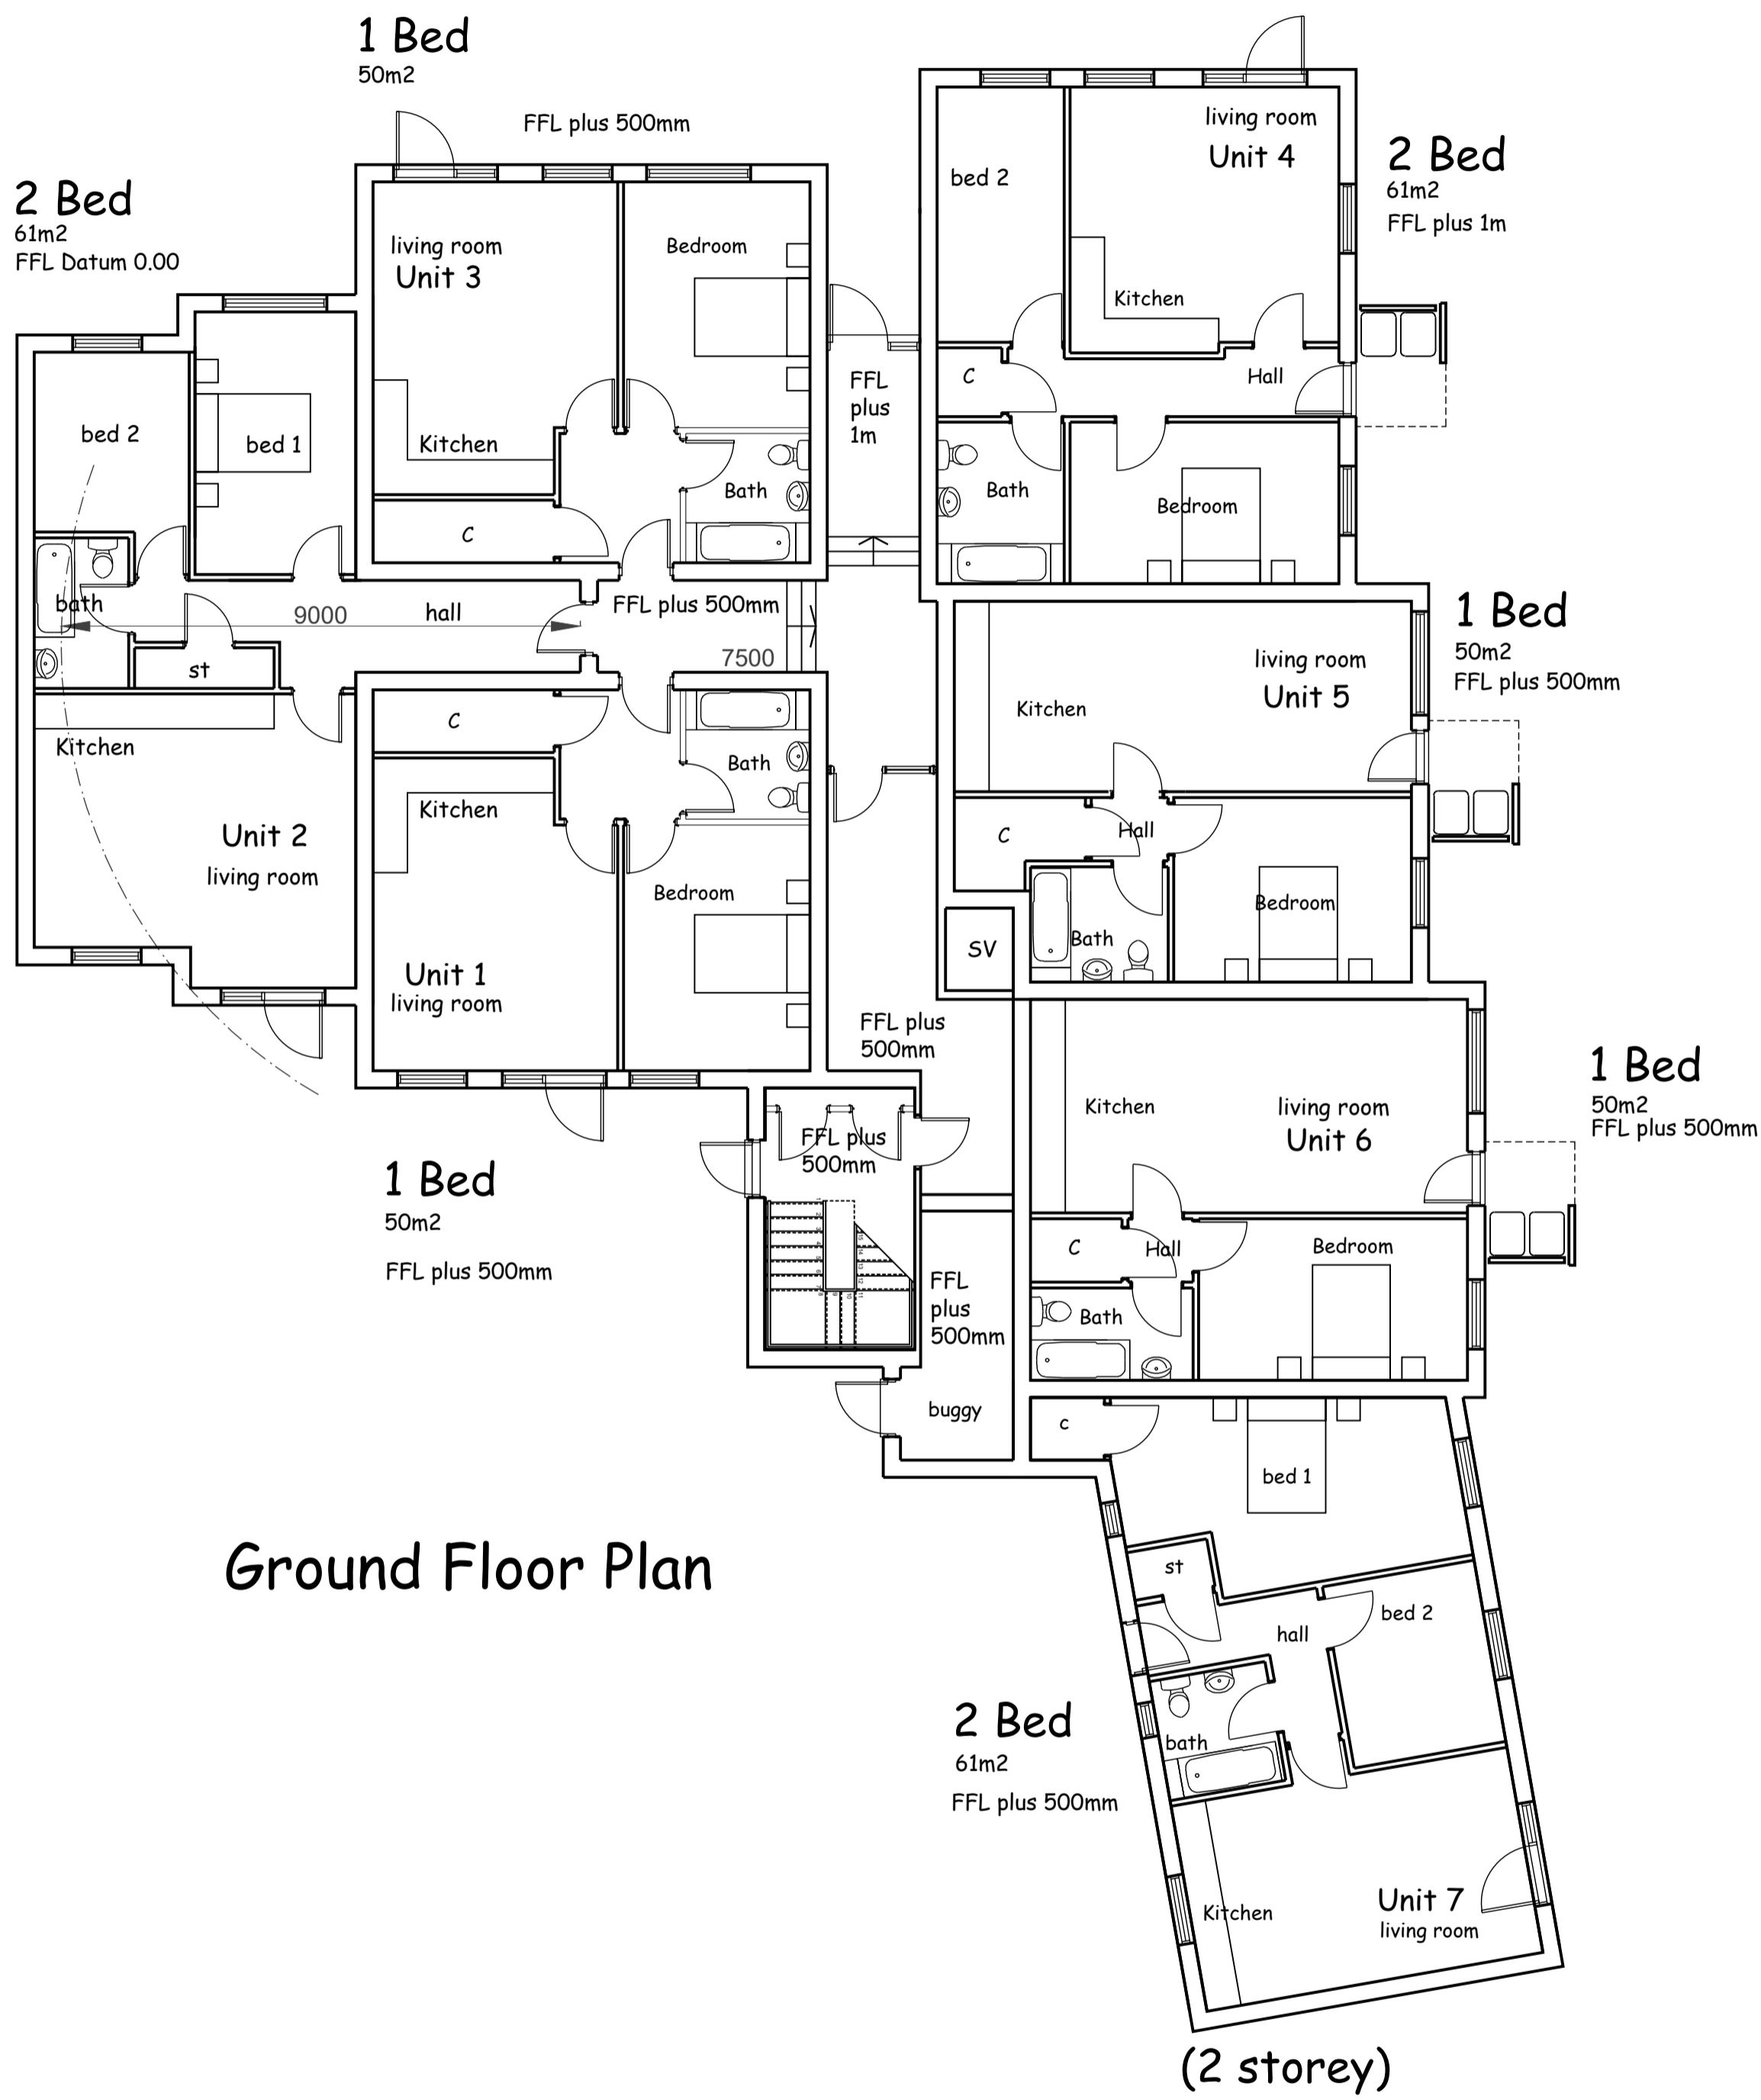 1 Bed
50m2
FFL plus 500mm
2 Bed
61m2
FFL Datum 0.00
living room
Unit 3
Bedroom
Kitchen
Bath
C
bed 2
bed 1
bath
9000
hall
st
FFL plus 500mm
7500
FFL
plus
1m
living room
Unit 4
bed 2
Kitchen
C
Hall
Bath
Bedroom
2 Bed
61m2
FFL plus 1m
1 Bed
50m2
FFL plus 500mm
living room
Unit 5
Kitchen
C
Hall
Bath
Bedroom
SV
Kitchen
Unit 2
living room
C
Kitchen
Bath
Bedroom
Unit 1
living room
FFL plus
500mm
1 Bed
50m2
FFL plus 500mm
FFL plus
500mm
FFL
plus
500mm
buggy
Kitchen
living room
Unit 6
C
Hall
Bedroom
Bath
1 Bed
50m2
FFL plus 500mm
c
bed 1
st
hall
bed 2
bath
Kitchen
Unit 7
living room
2 Bed
61m2
FFL plus 500mm
Ground Floor Plan
(2 storey)